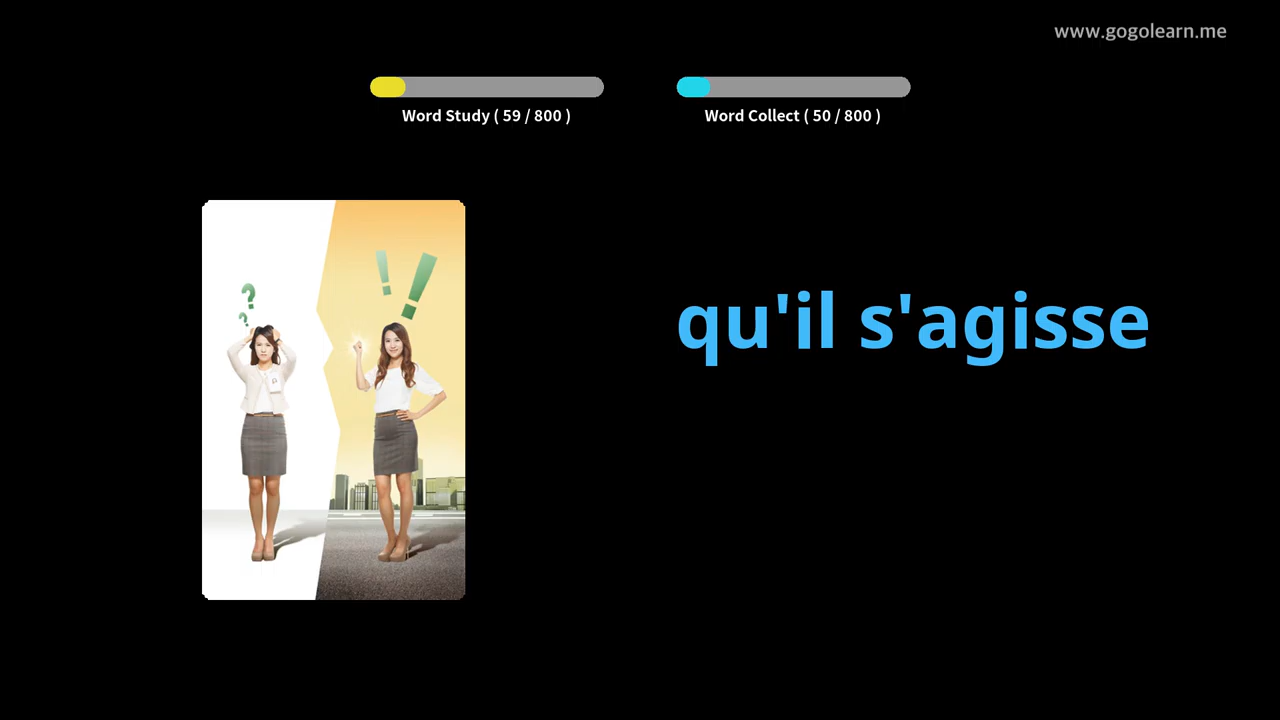 www.gogolearn.me
Word Study ( 59 / 800 )
Word Collect ( 50 / 800 )
? ?
! !
qu'il s'agisse